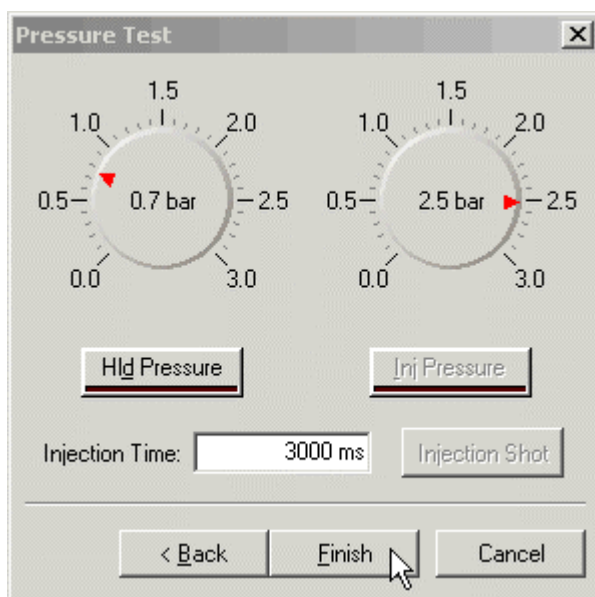 Pressure Test
1.5 1.5
1.0 2.0 1.0 2.0
0.5 0.7 bar 2.5 0.5 2.5 bar 2.5
0.0 3.0 0.0 3.0
Hld Pressure Inj Pressure
Injection Time: 3000 ms Injection Shot
< Back Finish Cancel